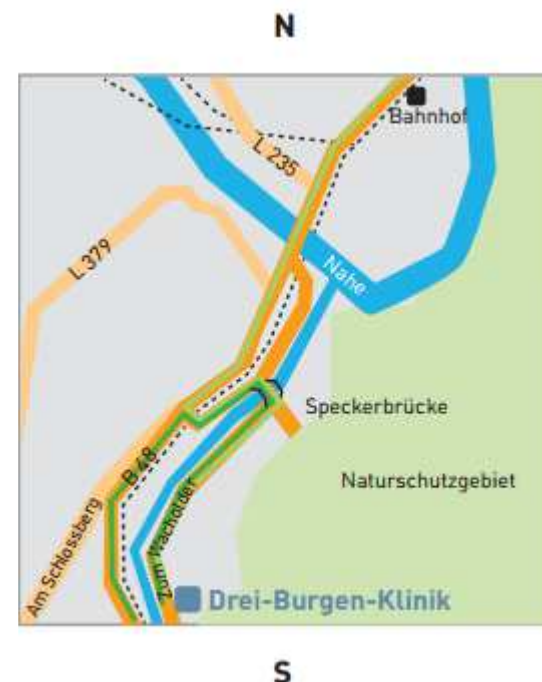 N
Bahnhof
L 235
L 379
Nahe
Speckerbrücke
Naturschutzgebiet
B 48
Am Schlossberg
Zum Wacholder
Drei-Burgen-Klinik
S